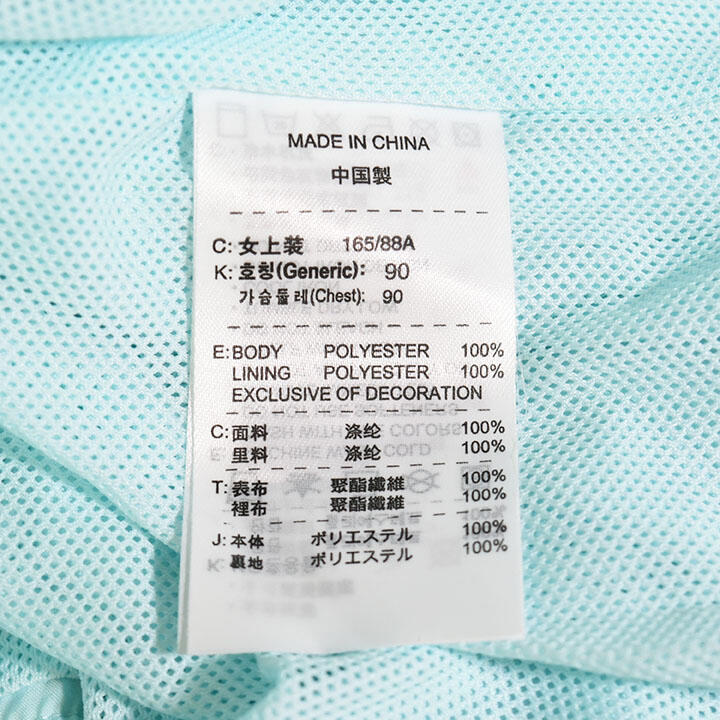 MADE IN CHINA
中国製
C: 女上装 165/88A
K: 호칭(Generic): 90
가슴둘레(Chest): 90
E: BODY POLYESTER 100%
LINING POLYESTER 100%
EXCLUSIVE OF DECORATION
C: 面料 涤纶 100%
里料 涤纶 100%
T: 表布 聚酯纖維 100%
裡布 聚酯纖維 100%
J: 本体 ポリエステル 100%
裏地 ポリエステル 100%